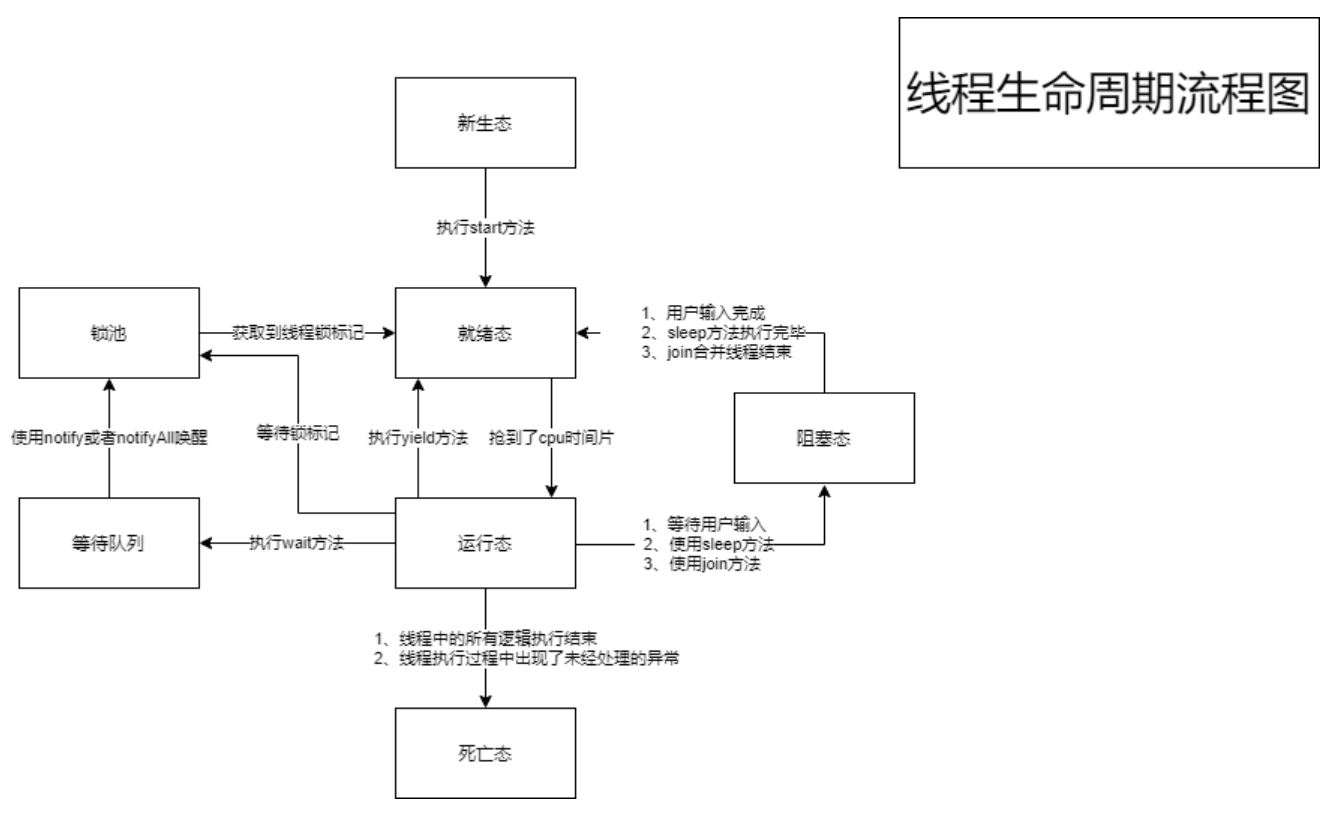 线程生命周期流程图
新生态
执行start方法
锁池
获取到线程锁标记
就绪态
1、用户输入完成
2、sleep方法执行完毕
3、join合并线程结束
使用notify或者notifyAll唤醒
等待锁标记
执行yield方法
抢到了cpu时间片
阻塞态
等待队列
执行wait方法
运行态
1、等待用户输入
2、使用sleep方法
3、使用join方法
1、线程中的所有逻辑执行结束
2、线程执行过程中出现了未经处理的异常
死亡态